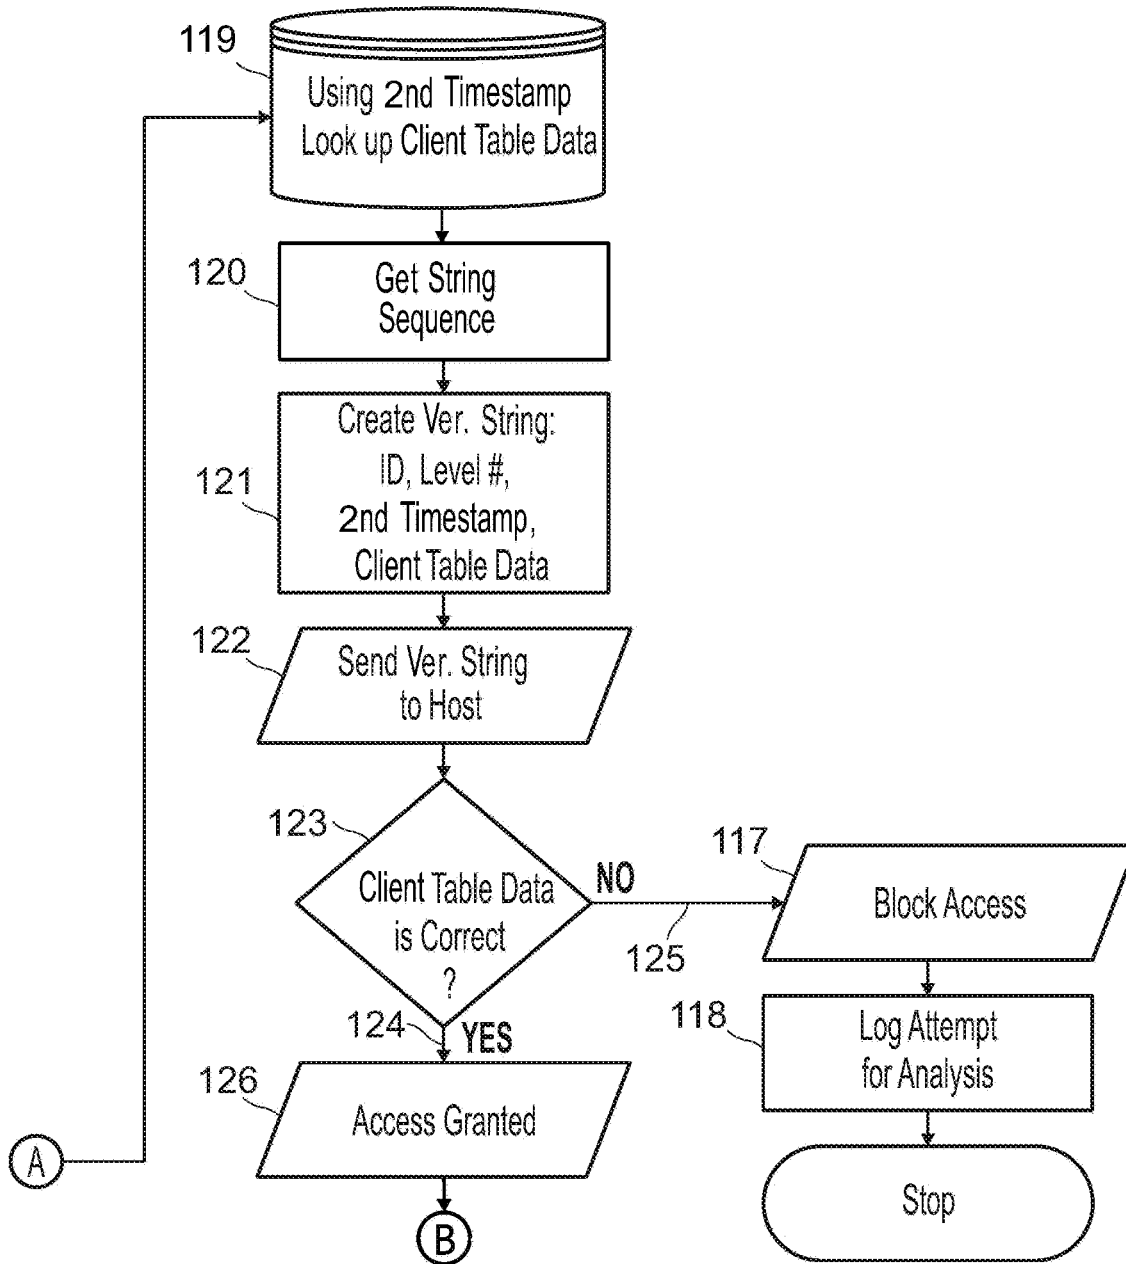 119
Using 2nd Timestamp
Look up Client Table Data
120
Get String
Sequence
121
Create Ver. String:
ID, Level #,
2nd Timestamp,
Client Table Data
122
Send Ver. String
to Host
123
Client Table Data
is Correct
?
NO
125
117
Block Access
118
Log Attempt
for Analysis
124
YES
126
Access Granted
A
Stop
B